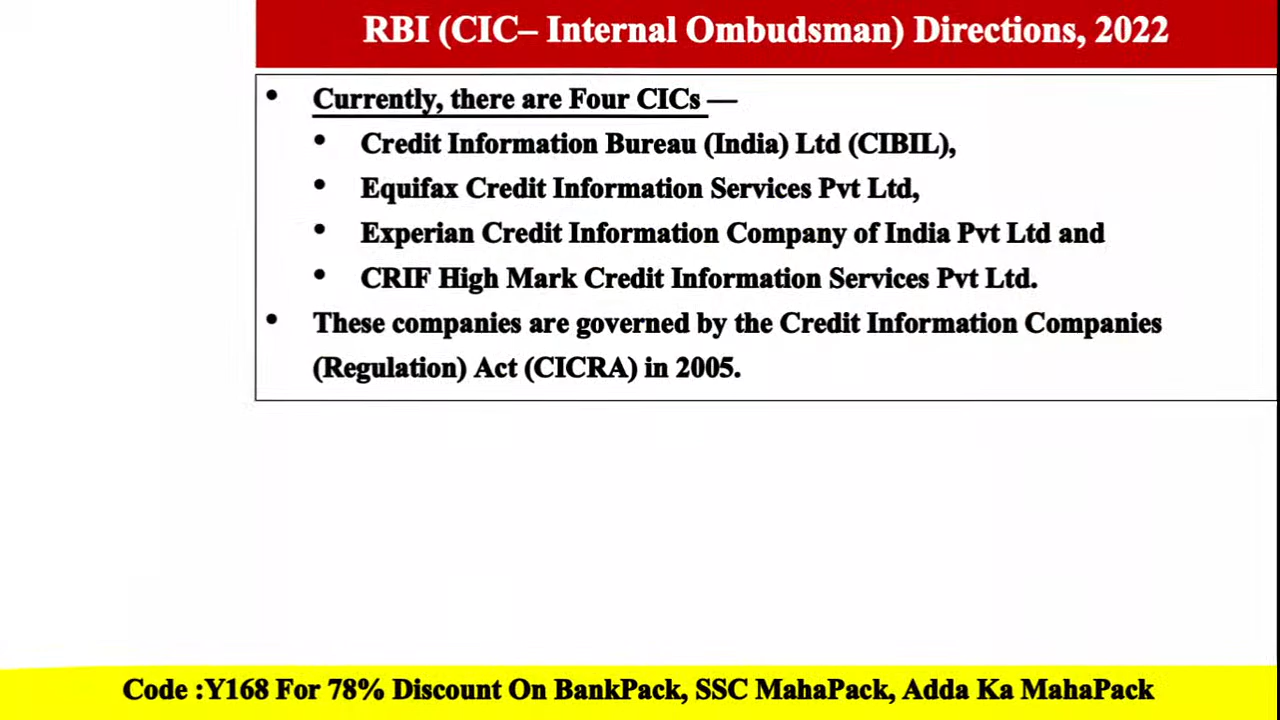 RBI (CIC– Internal Ombudsman) Directions, 2022
• Currently, there are Four CICs —
• Credit Information Bureau (India) Ltd (CIBIL),
• Equifax Credit Information Services Pvt Ltd,
• Experian Credit Information Company of India Pvt Ltd and
• CRIF High Mark Credit Information Services Pvt Ltd.
• These companies are governed by the Credit Information Companies
(Regulation) Act (CICRA) in 2005.
Code :Y168 For 78% Discount On BankPack, SSC MahaPack, Adda Ka MahaPack